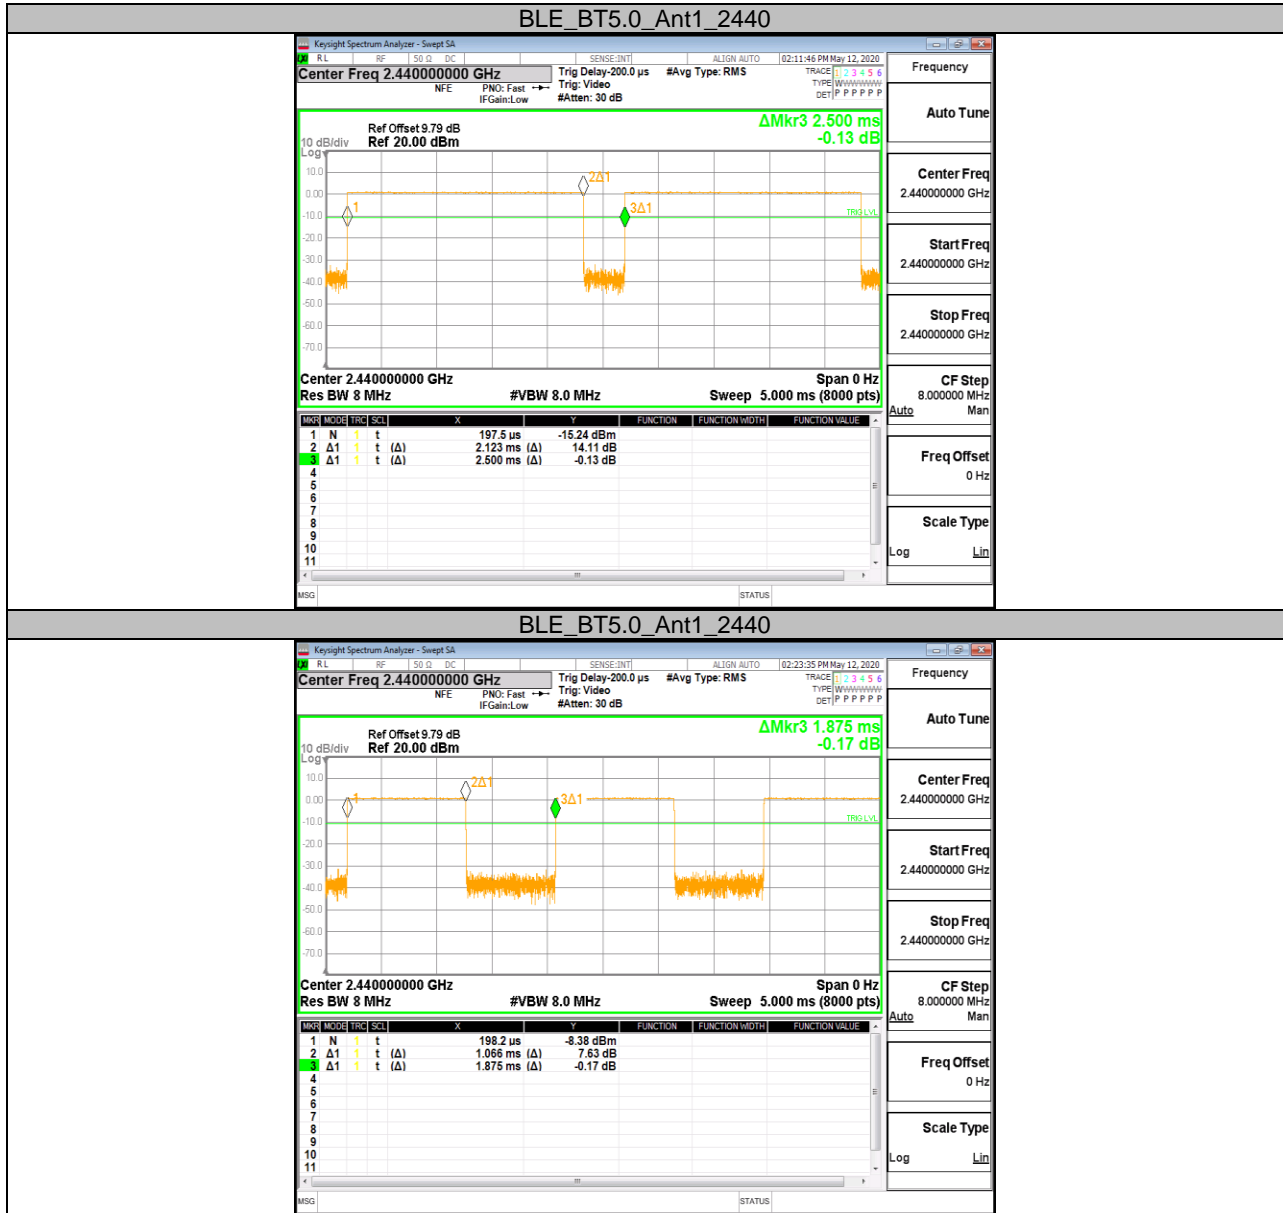 BLE_BT5.0_Ant1_2440
Keysight Spectrum Analyzer - Swept SA
LXI RL RF 50 Ω DC SENSE:INT ALIGN AUTO 02:11:46 PM May 12, 2020
Center Freq 2.440000000 GHz Trig Delay-200.0 µs #Avg Type: RMS TRACE 1 2 3 4 5 6
NFE PNO: Fast Trig: Video TYPE WWWWWW
IFGain:Low #Atten: 30 dB DET P P P P P P
Frequency
ΔMkr3 2.500 ms
-0.13 dB
Ref Offset 9.79 dB
10 dB/div Ref 20.00 dBm
Log
10.0
0.00
-10.0
-20.0
-30.0
-40.0
-50.0
-60.0
-70.0
1
2Δ1
3Δ1
TRIG LVL
Center 2.440000000 GHz Span 0 Hz
Res BW 8 MHz #VBW 8.0 MHz Sweep 5.000 ms (8000 pts)
MKR MODE TRC SCL X Y FUNCTION FUNCTION WIDTH FUNCTION VALUE
1 N 1 t 197.5 µs -15.24 dBm
2 Δ1 1 t (Δ) 2.123 ms (Δ) 14.11 dB
3 Δ1 1 t (Δ) 2.500 ms (Δ) -0.13 dB
4
5
6
7
8
9
10
11
MSG STATUS
Auto Tune
Center Freq
2.440000000 GHz
Start Freq
2.440000000 GHz
Stop Freq
2.440000000 GHz
CF Step
8.000000 MHz
Auto Man
Freq Offset
0 Hz
Scale Type
Log Lin
BLE_BT5.0_Ant1_2440
Keysight Spectrum Analyzer - Swept SA
LXI RL RF 50 Ω DC SENSE:INT ALIGN AUTO 02:23:35 PM May 12, 2020
Center Freq 2.440000000 GHz Trig Delay-200.0 µs #Avg Type: RMS TRACE 1 2 3 4 5 6
NFE PNO: Fast Trig: Video TYPE WWWWWW
IFGain:Low #Atten: 30 dB DET P P P P P P
Frequency
ΔMkr3 1.875 ms
-0.17 dB
Ref Offset 9.79 dB
10 dB/div Ref 20.00 dBm
Log
10.0
0.00
-10.0
-20.0
-30.0
-40.0
-50.0
-60.0
-70.0
1
2Δ1
3Δ1
TRIG LVL
Center 2.440000000 GHz Span 0 Hz
Res BW 8 MHz #VBW 8.0 MHz Sweep 5.000 ms (8000 pts)
MKR MODE TRC SCL X Y FUNCTION FUNCTION WIDTH FUNCTION VALUE
1 N 1 t 198.2 µs -8.38 dBm
2 Δ1 1 t (Δ) 1.066 ms (Δ) 7.63 dB
3 Δ1 1 t (Δ) 1.875 ms (Δ) -0.17 dB
4
5
6
7
8
9
10
11
MSG STATUS
Auto Tune
Center Freq
2.440000000 GHz
Start Freq
2.440000000 GHz
Stop Freq
2.440000000 GHz
CF Step
8.000000 MHz
Auto Man
Freq Offset
0 Hz
Scale Type
Log Lin